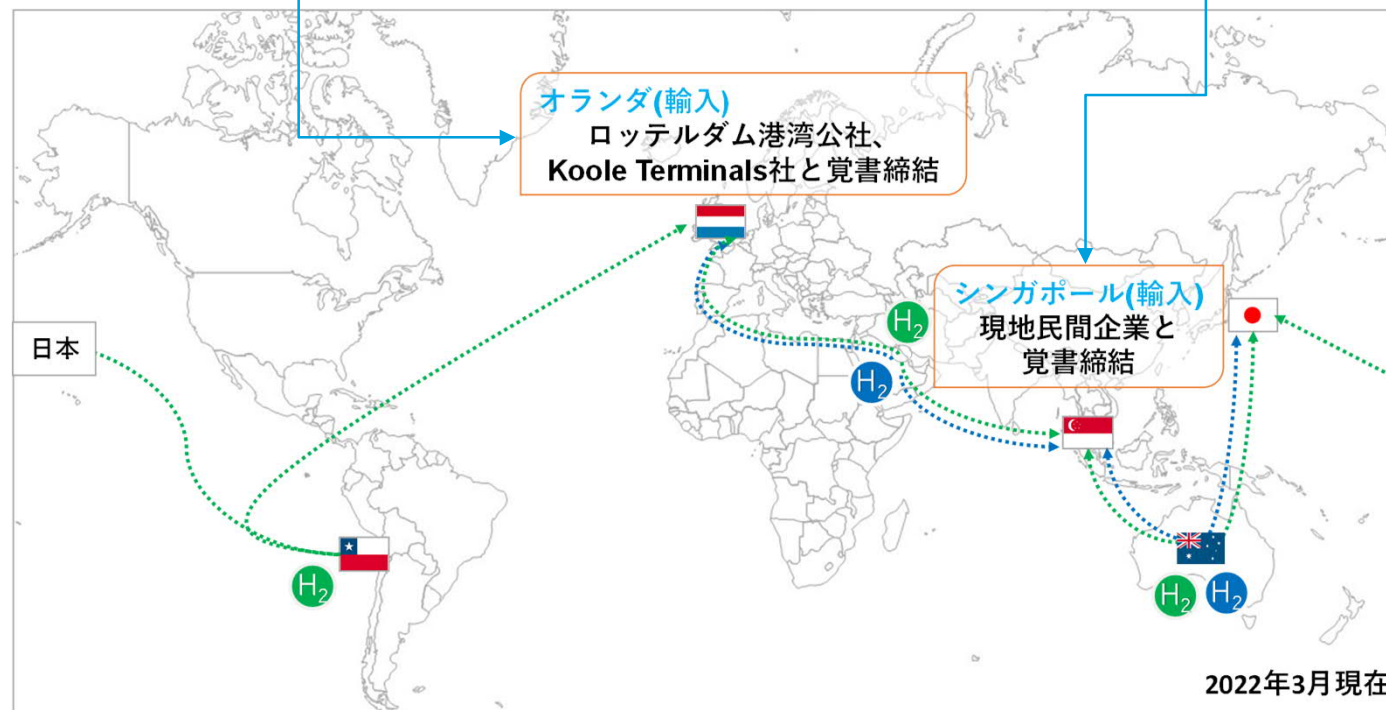 オランダ(輸入)
ロッテルダム港湾公社、
Koole Terminals社と覚書締結
シンガポール(輸入)
現地民間企業と
覚書締結
日本
H₂
H₂
H₂
H₂
H₂
2022年3月現在